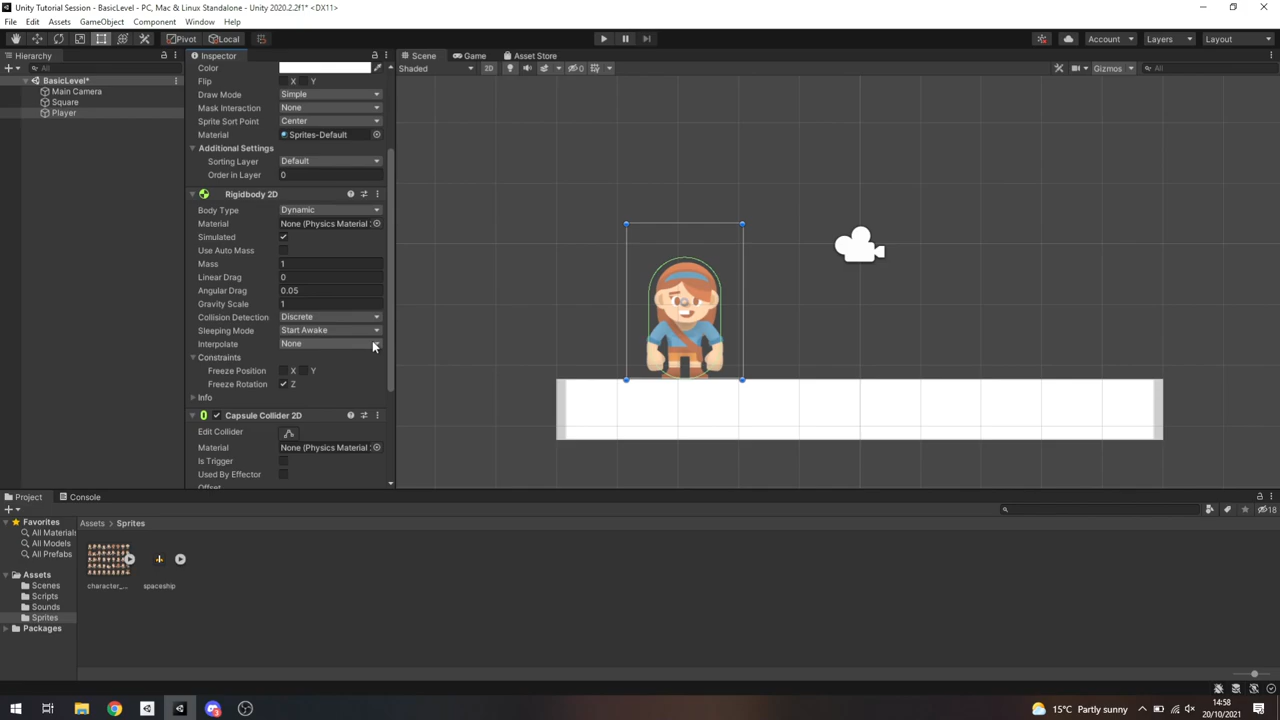 Unity Tutorial Session - BasicLevel - PC, Mac & Linux Standalone - Unity 2020.2.2f1* <DX11>
File Edit Assets GameObject Component Window Help
Pivot Local Account Layers Layout
Hierarchy
All
BasicLevel*
Main Camera
Square
Player
Inspector
Color
Flip X Y
Draw Mode Simple
Mask Interaction None
Sprite Sort Point Center
Material Sprites-Default
Additional Settings
Sorting Layer Default
Order in Layer 0
Rigidbody 2D
Body Type Dynamic
Material None (Physics Material
Simulated
Use Auto Mass
Mass 1
Linear Drag 0
Angular Drag 0.05
Gravity Scale 1
Collision Detection Discrete
Sleeping Mode Start Awake
Interpolate None
Constraints
Freeze Position X Y
Freeze Rotation Z
Info
Capsule Collider 2D
Edit Collider
Material None (Physics Material
Is Trigger
Used By Effector
Offset
Scene Game Asset Store
Shaded 2D 0 Gizmos All
Project Console
18
Favorites
All Materials
All Models
All Prefabs
Assets
Scenes
Scripts
Sounds
Sprites
Packages
Assets > Sprites
character_... spaceship
15°C Partly sunny
14:58
20/10/2021